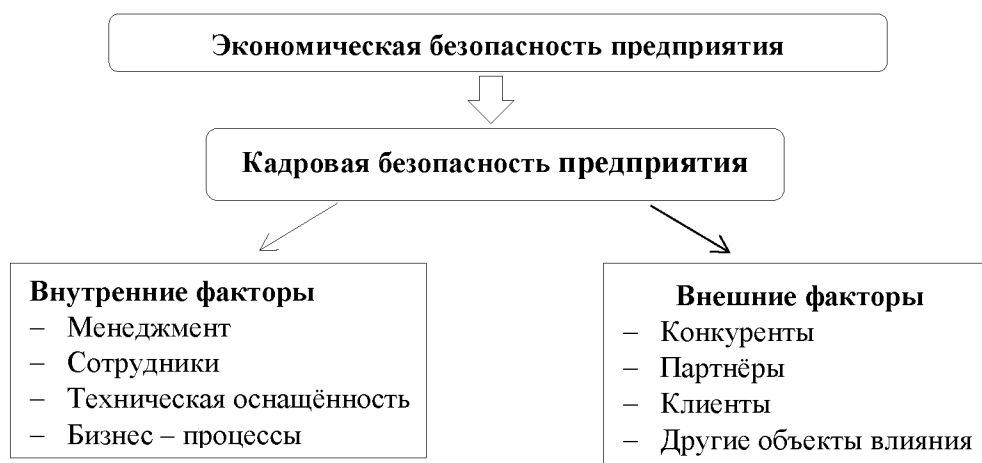 Экономическая безопасность предприятия
Кадровая безопасность предприятия
Внутренние факторы
– Менеджмент
– Сотрудники
– Техническая оснащённость
– Бизнес – процессы
Внешние факторы
– Конкуренты
– Партнёры
– Клиенты
– Другие объекты влияния